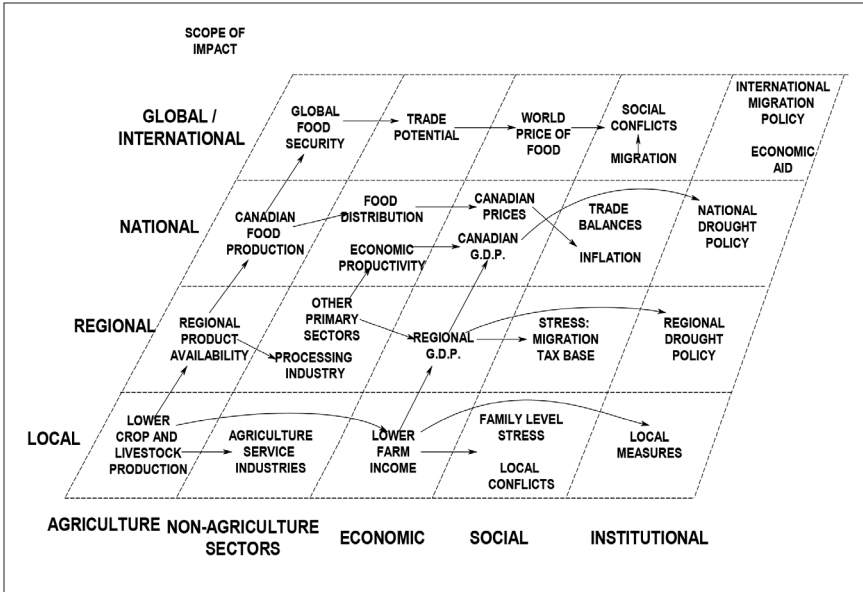 SCOPE OF
IMPACT
GLOBAL /
INTERNATIONAL
GLOBAL
FOOD
SECURITY
TRADE
POTENTIAL
WORLD
PRICE OF
FOOD
SOCIAL
CONFLICTS
MIGRATION
INTERNATIONAL
MIGRATION
POLICY
ECONOMIC
AID
NATIONAL
CANADIAN
FOOD
PRODUCTION
FOOD
DISTRIBUTION
ECONOMIC
PRODUCTIVITY
CANADIAN
PRICES
CANADIAN
G.D.P.
TRADE
BALANCES
INFLATION
NATIONAL
DROUGHT
POLICY
REGIONAL
REGIONAL
PRODUCT
AVAILABILITY
OTHER
PRIMARY
SECTORS
PROCESSING
INDUSTRY
REGIONAL
G.D.P.
STRESS:
MIGRATION
TAX BASE
REGIONAL
DROUGHT
POLICY
LOCAL
LOWER
CROP AND
LIVESTOCK
PRODUCTION
AGRICULTURE
SERVICE
INDUSTRIES
LOWER
FARM
INCOME
FAMILY LEVEL
STRESS
LOCAL
CONFLICTS
LOCAL
MEASURES
AGRICULTURE
NON-AGRICULTURE
SECTORS
ECONOMIC
SOCIAL
INSTITUTIONAL